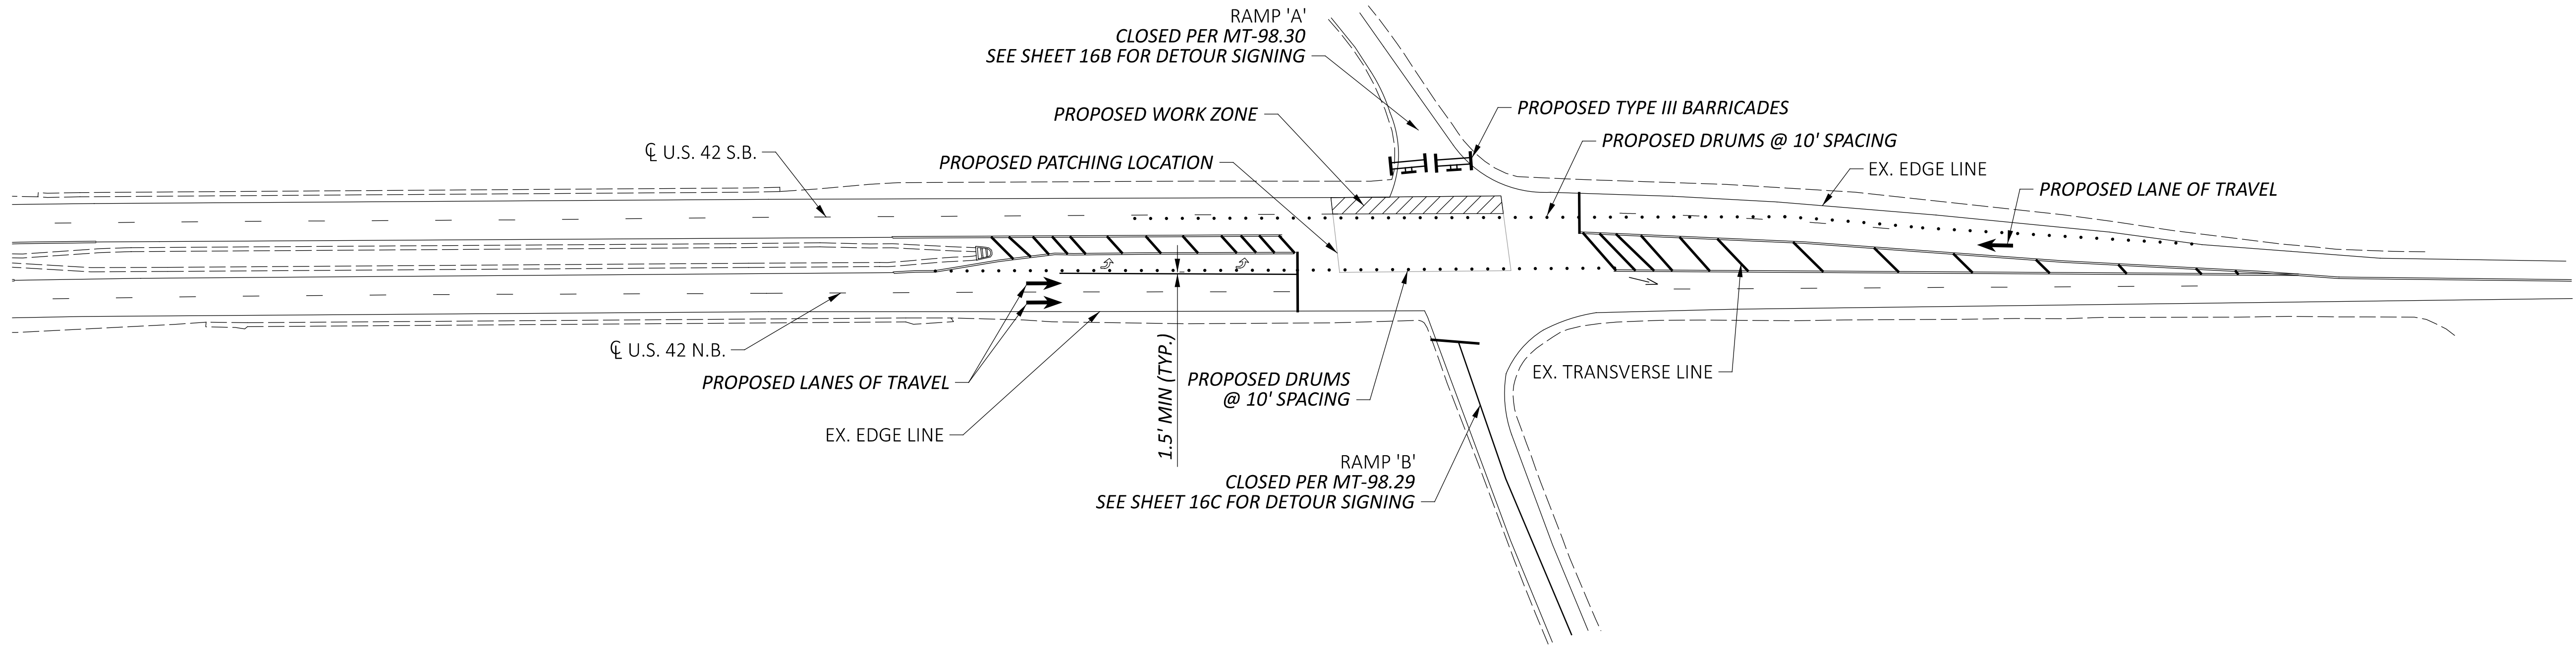 RAMP 'A'
CLOSED PER MT-98.30
SEE SHEET 16B FOR DETOUR SIGNING
PROPOSED WORK ZONE
PROPOSED TYPE III BARRICADES
PROPOSED DRUMS @ 10' SPACING
℄ U.S. 42 S.B.
PROPOSED PATCHING LOCATION
EX. EDGE LINE
PROPOSED LANE OF TRAVEL
℄ U.S. 42 N.B.
PROPOSED LANES OF TRAVEL
EX. EDGE LINE
1.5' MIN (TYP.)
PROPOSED DRUMS
@ 10' SPACING
EX. TRANSVERSE LINE
RAMP 'B'
CLOSED PER MT-98.29
SEE SHEET 16C FOR DETOUR SIGNING